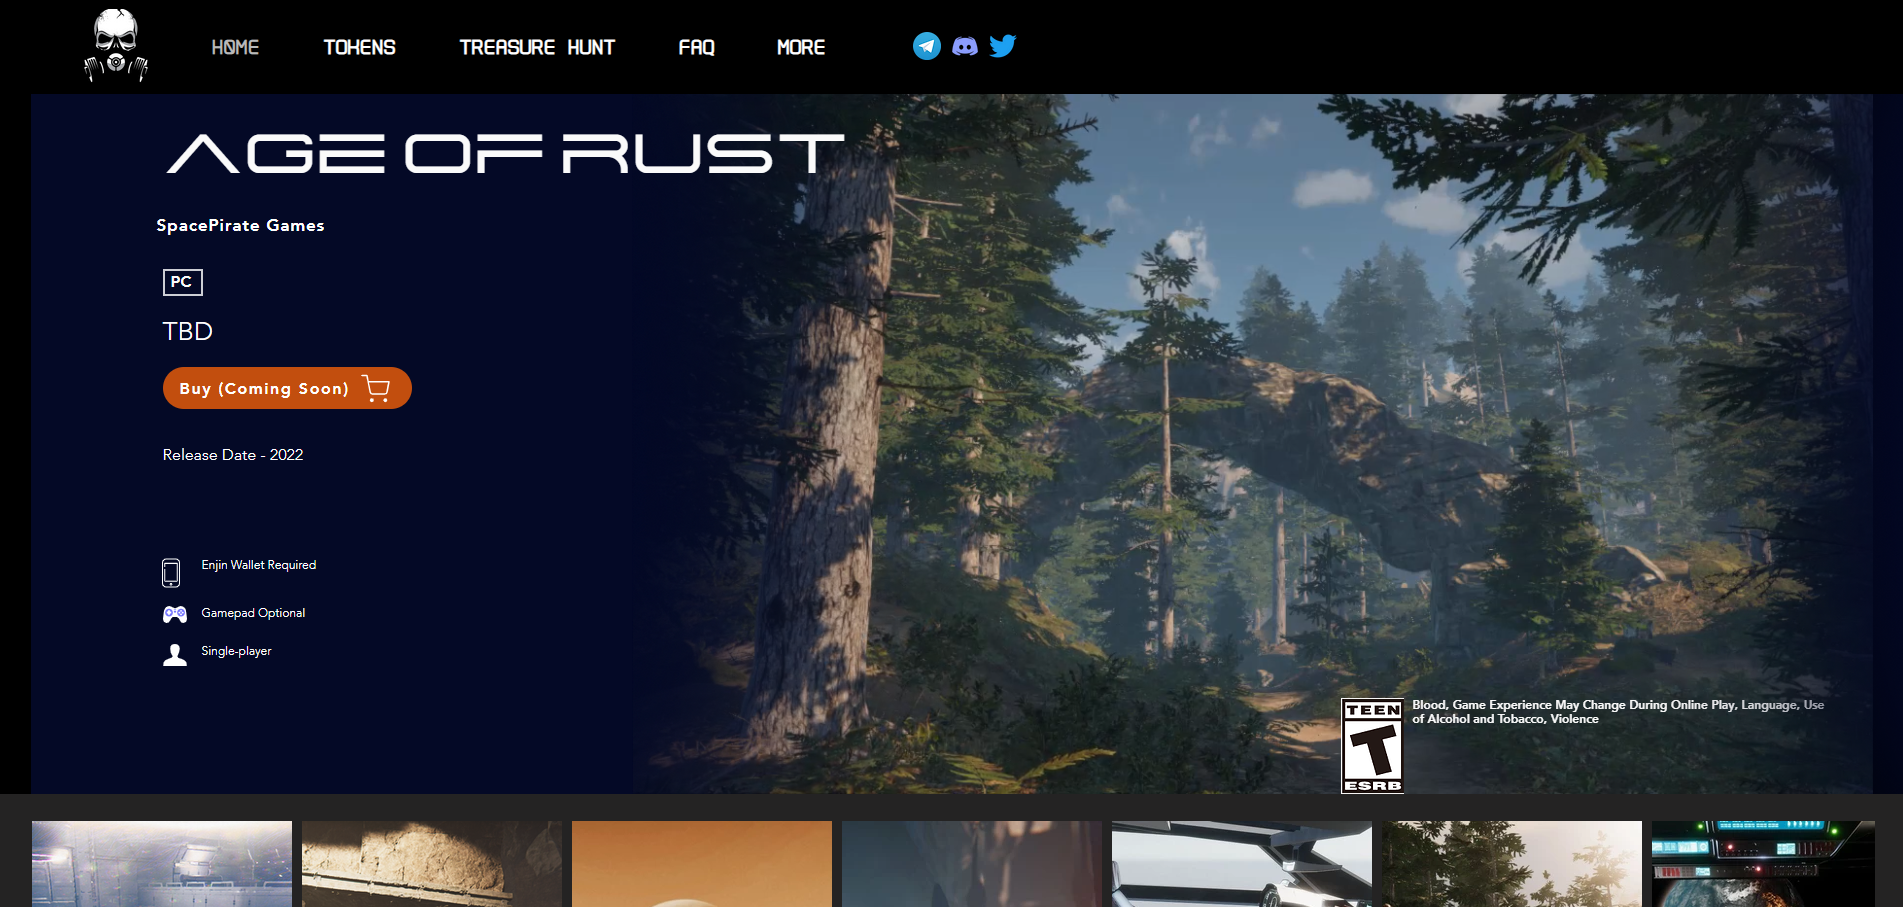 HOME TOKENS TREASURE HUNT FAQ MORE
AGE OF RUST
SpacePirate Games
PC
TBD
Buy (Coming Soon)
Release Date - 2022
Enjin Wallet Required
Gamepad Optional
Single-player
TEEN
T
ESRB
Blood, Game Experience May Change During Online Play, Language, Use
of Alcohol and Tobacco, Violence